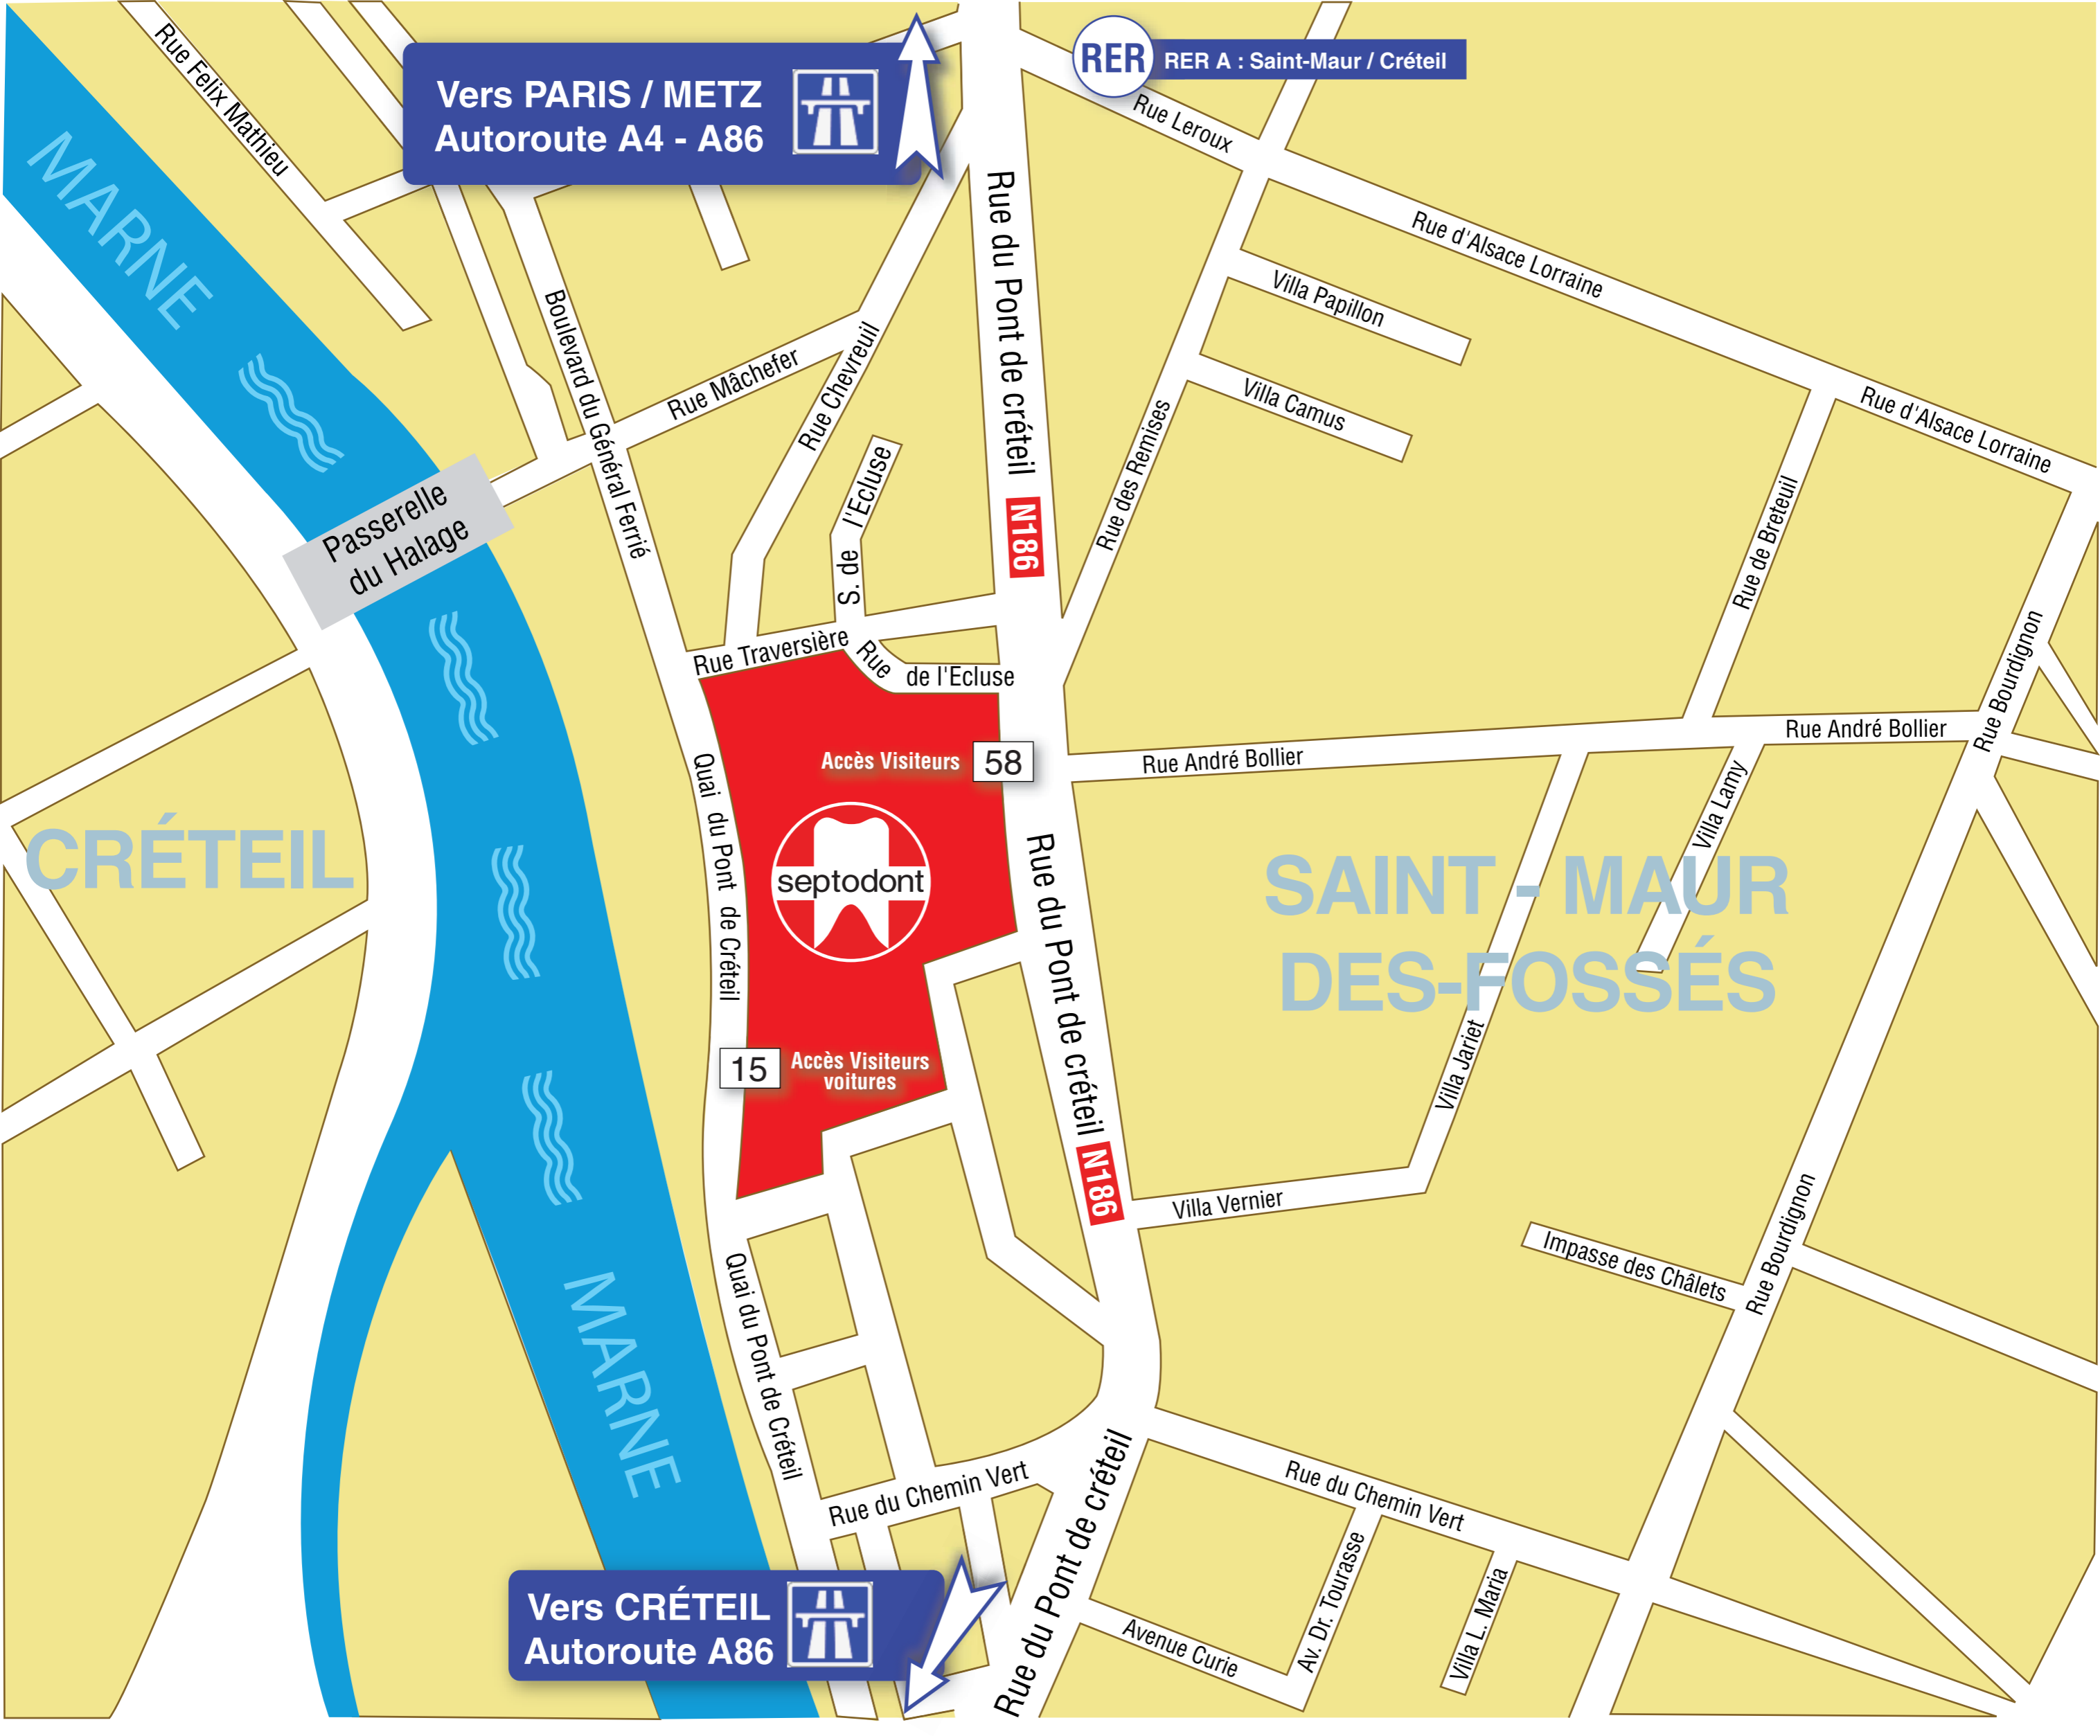 Rue Felix Mathieu
MARNE
Vers PARIS / METZ
Autoroute A4 - A86
RER
RER A : Saint-Maur / Créteil
Rue Leroux
Rue d'Alsace Lorraine
Rue d'Alsace Lorraine
Villa Papillon
Villa Camus
Rue du Pont de créteil
N186
Rue des Remises
Boulevard du Général Ferrié
Rue Mâchefer
Rue Chevreuil
S. de l'Ecluse
Passerelle
du Halage
Rue Traversière
Rue de l'Ecluse
Rue de Breteuil
Rue Bourdignon
Rue André Bollier
Rue André Bollier
Villa Lamy
Quai du Pont de Créteil
Accès Visiteurs
58
septodont
CRÉTEIL
SAINT - MAUR
DES-FOSSÉS
Rue du Pont de créteil
N186
15
Accès Visiteurs
voitures
Villa Jariet
Villa Vernier
Impasse des Châlets
Rue Bourdignon
MARNE
Quai du Pont de Créteil
Rue du Chemin Vert
Rue du Chemin Vert
Rue du Pont de créteil
Vers CRÉTEIL
Autoroute A86
Avenue Curie
Av. Dr. Tourasse
Villa L. Maria